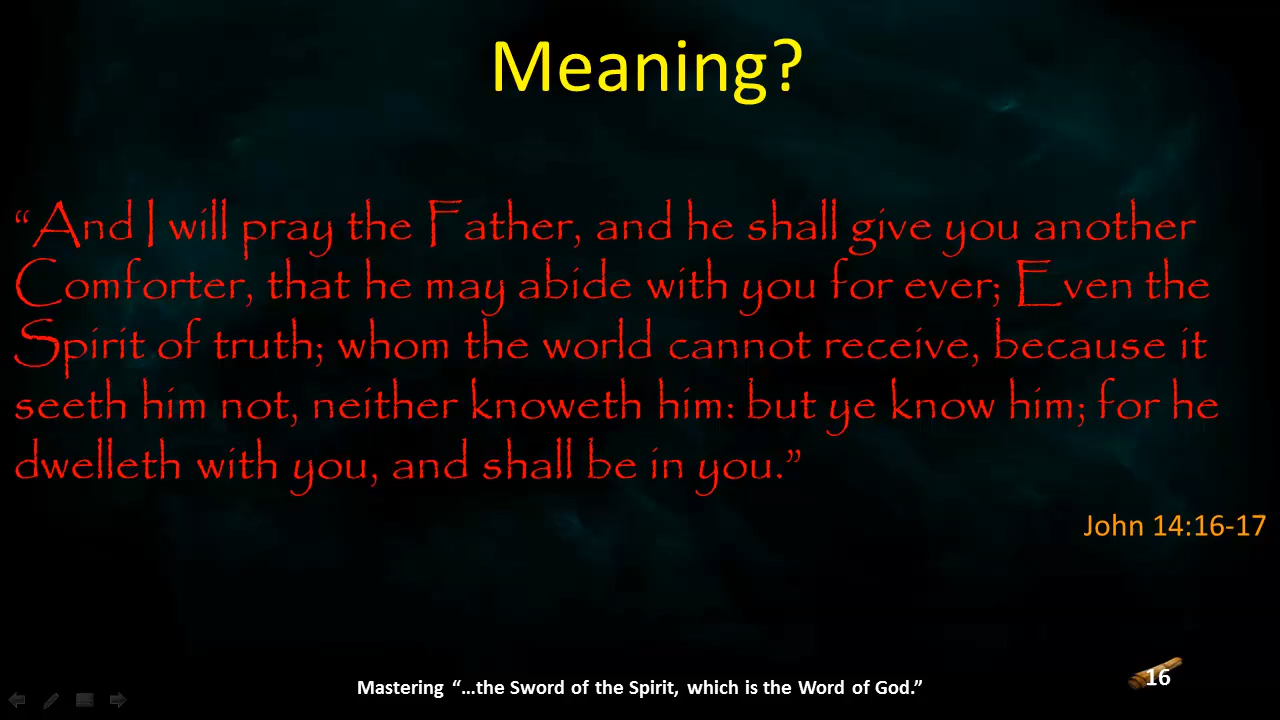 Meaning?
“And I will pray the Father, and he shall give you another
Comforter, that he may abide with you for ever; Even the
Spirit of truth; whom the world cannot receive, because it
seeth him not, neither knoweth him: but ye know him; for he
dwelleth with you, and shall be in you.”
John 14:16-17
Mastering “...the Sword of the Spirit, which is the Word of God.”
16